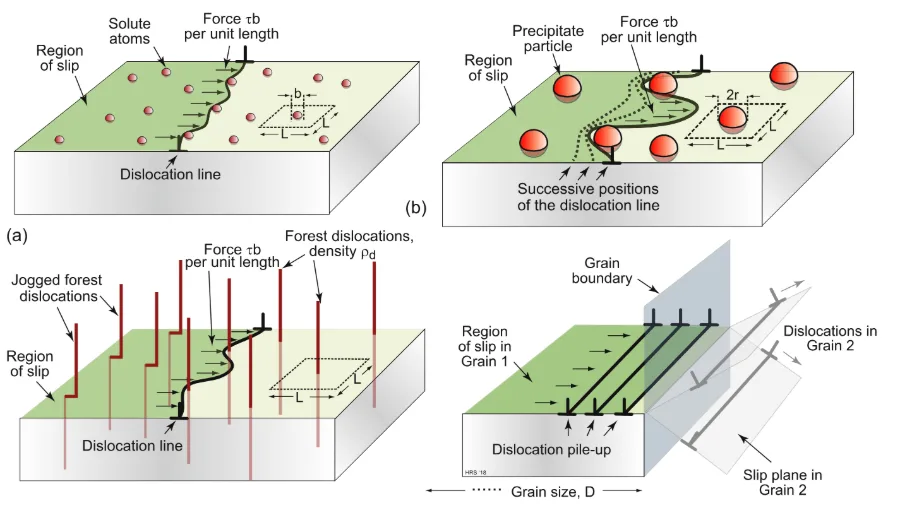 Solute
atoms
Force τb
per unit length
Region
of slip
b
L
L
Dislocation line
(a)
Precipitate
particle
Force τb
per unit length
Region
of slip
2r
L
L
Successive positions
of the dislocation line
(b)
Force τb
per unit length
Forest dislocations,
density ρd
Jogged forest
dislocations
Region
of slip
L
L
Dislocation line
Grain
boundary
Region
of slip in
Grain 1
Dislocations in
Grain 2
Dislocation pile-up
HRS '18
Slip plane in
Grain 2
Grain size, D